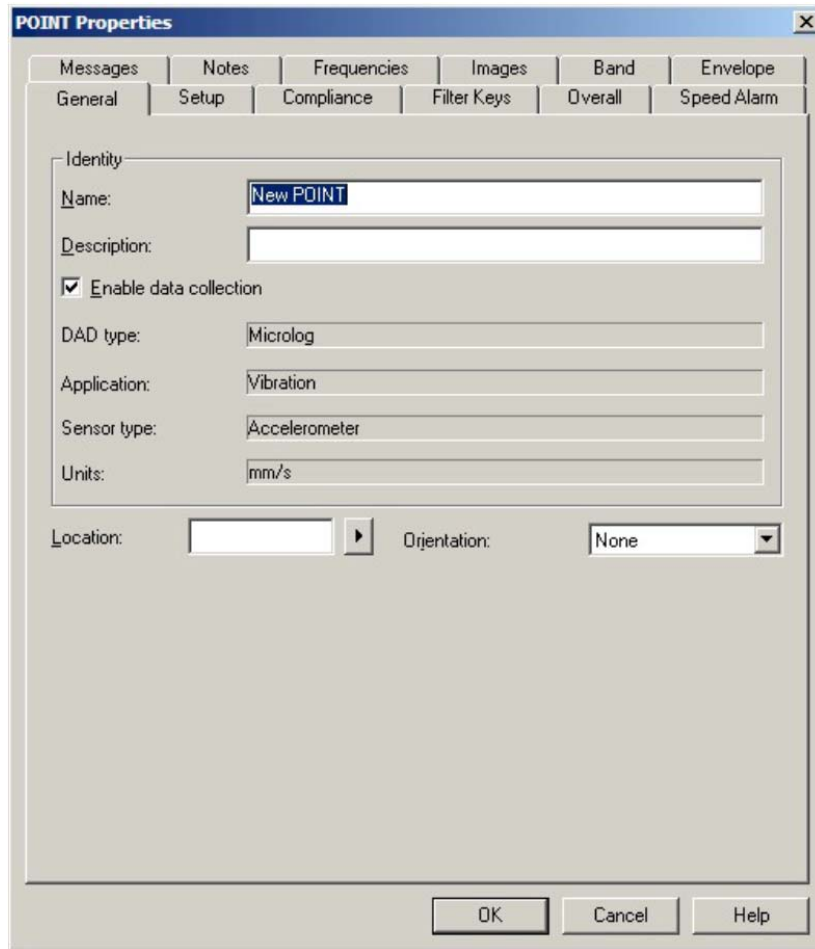 POINT Properties
Messages Notes Frequencies Images Band Envelope
General Setup Compliance Filter Keys Overall Speed Alarm
Identity
Name: New POINT
Description:
Enable data collection
DAD type: Microlog
Application: Vibration
Sensor type: Accelerometer
Units: mm/s
Location: Orientation: None
OK Cancel Help